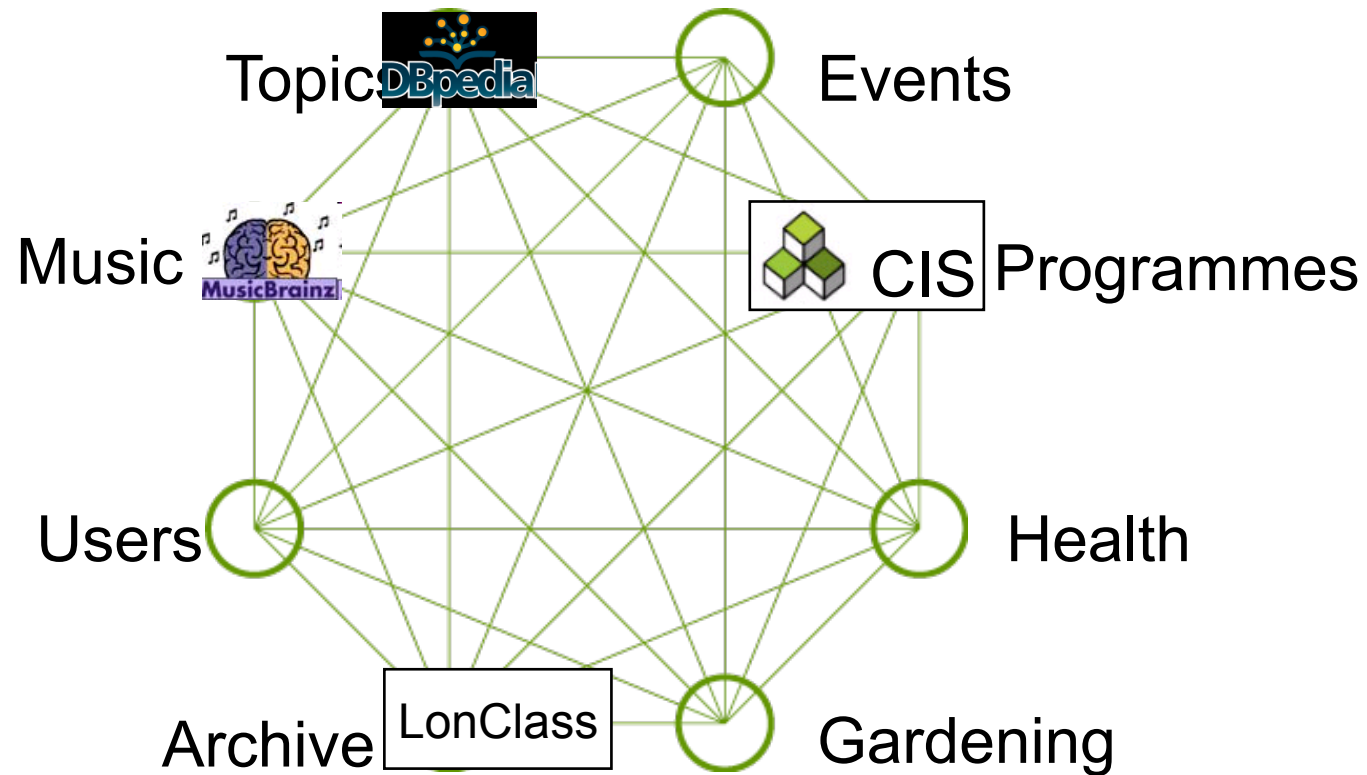 Topics
DBpedia
Events
Music
MusicBrainz
CIS
Programmes
Users
Health
Archive
LonClass
Gardening